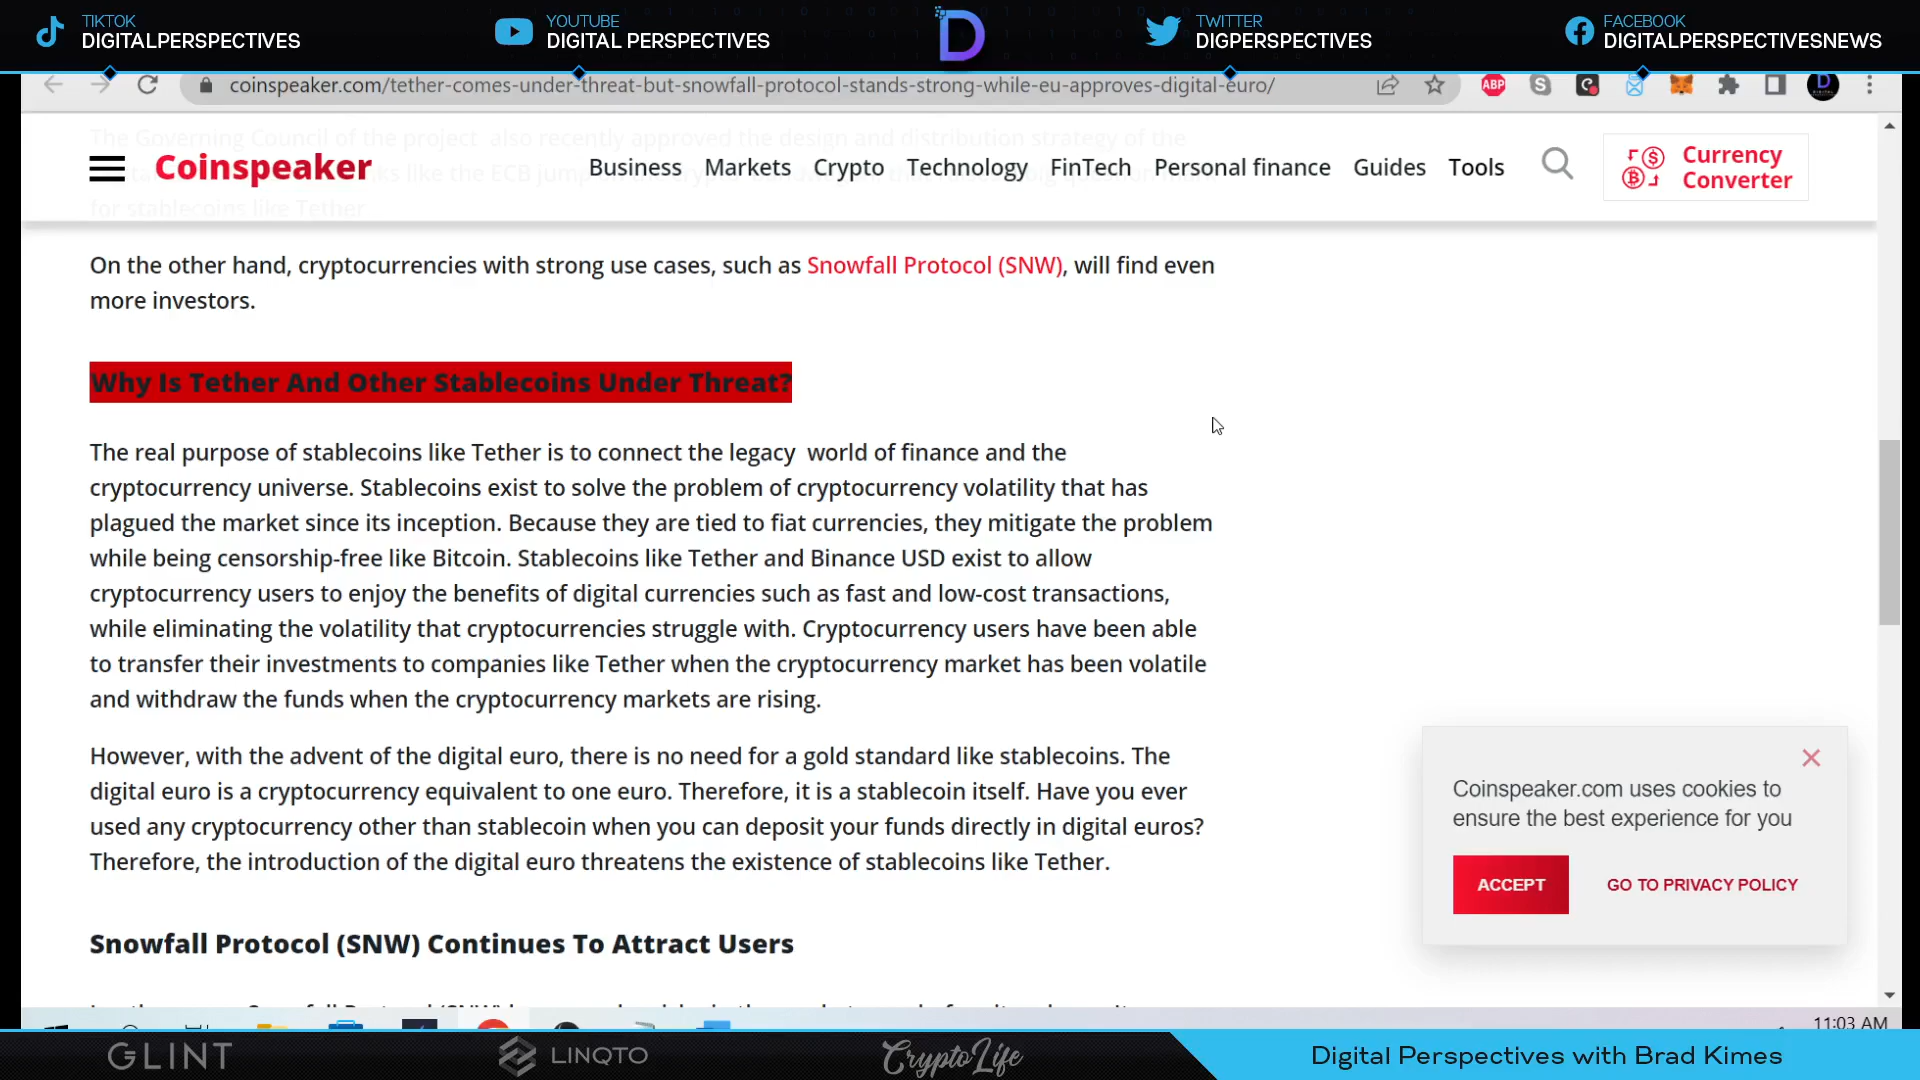 TIKTOK
DIGITALPERSPECTIVES
YOUTUBE
DIGITAL PERSPECTIVES
D
TWITTER
DIGPERSPECTIVES
FACEBOOK
DIGITALPERSPECTIVESNEWS
coinspeaker.com/tether-comes-under-threat-but-snowfall-protocol-stands-strong-while-eu-approves-digital-euro/
ABP
The Governing Council of the project also recently approved the design and distribution strategy of the
Coinspeaker
Business Markets Crypto Technology FinTech Personal finance Guides Tools
Currency
Converter
for stablecoins like Tether
On the other hand, cryptocurrencies with strong use cases, such as Snowfall Protocol (SNW), will find even
more investors.
Why Is Tether And Other Stablecoins Under Threat?
The real purpose of stablecoins like Tether is to connect the legacy world of finance and the
cryptocurrency universe. Stablecoins exist to solve the problem of cryptocurrency volatility that has
plagued the market since its inception. Because they are tied to fiat currencies, they mitigate the problem
while being censorship-free like Bitcoin. Stablecoins like Tether and Binance USD exist to allow
cryptocurrency users to enjoy the benefits of digital currencies such as fast and low-cost transactions,
while eliminating the volatility that cryptocurrencies struggle with. Cryptocurrency users have been able
to transfer their investments to companies like Tether when the cryptocurrency market has been volatile
and withdraw the funds when the cryptocurrency markets are rising.
However, with the advent of the digital euro, there is no need for a gold standard like stablecoins. The
digital euro is a cryptocurrency equivalent to one euro. Therefore, it is a stablecoin itself. Have you ever
used any cryptocurrency other than stablecoin when you can deposit your funds directly in digital euros?
Therefore, the introduction of the digital euro threatens the existence of stablecoins like Tether.
Snowfall Protocol (SNW) Continues To Attract Users
Coinspeaker.com uses cookies to
ensure the best experience for you
ACCEPT
GO TO PRIVACY POLICY
11:03 AM
GLINT
LINQTO
CryptoLife
Digital Perspectives with Brad Kimes